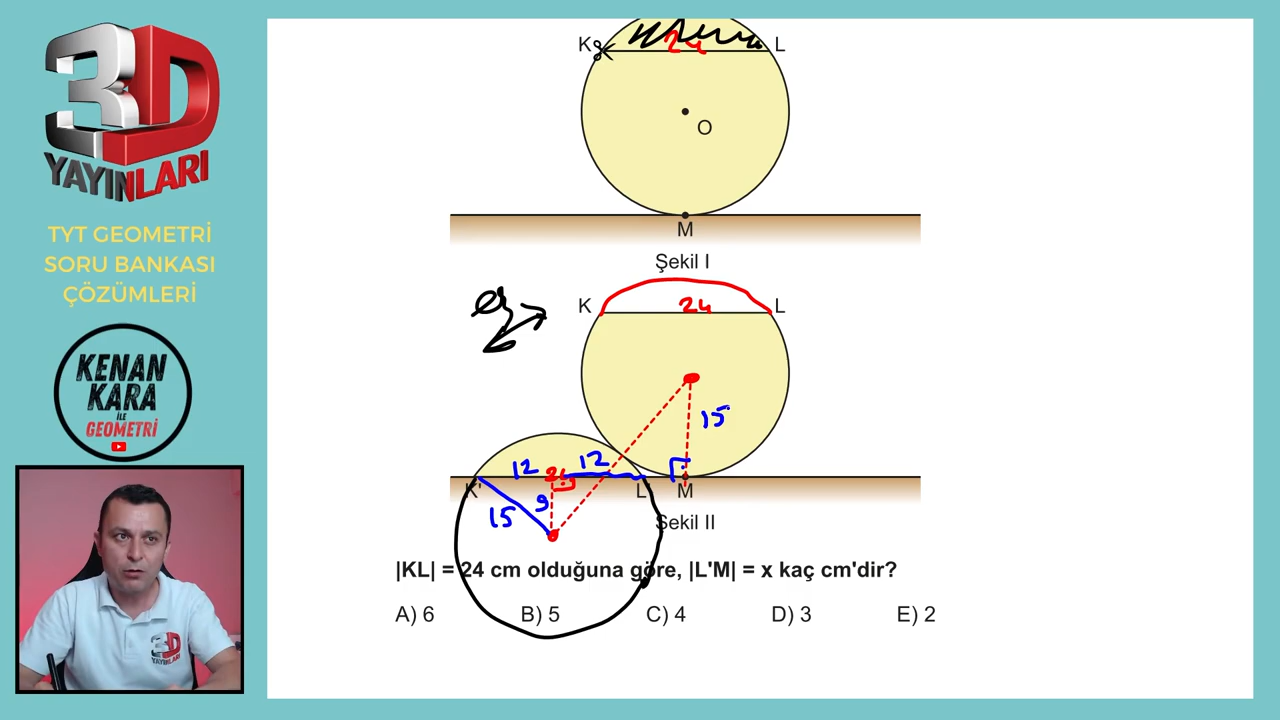 3D
YAYINLARI
TYT GEOMETRİ
SORU BANKASI
ÇÖZÜMLERİ
KENAN
KARA
İLE
GEOMETRİ
3D
YAYINLARI
K
24
L
O
M
Şekil I
K
24
L
15
12
12
24
K'
L'
M
15
9
Şekil II
|KL| = 24 cm olduğuna göre, |L'M| = x kaç cm'dir?
A) 6 B) 5 C) 4 D) 3 E) 2